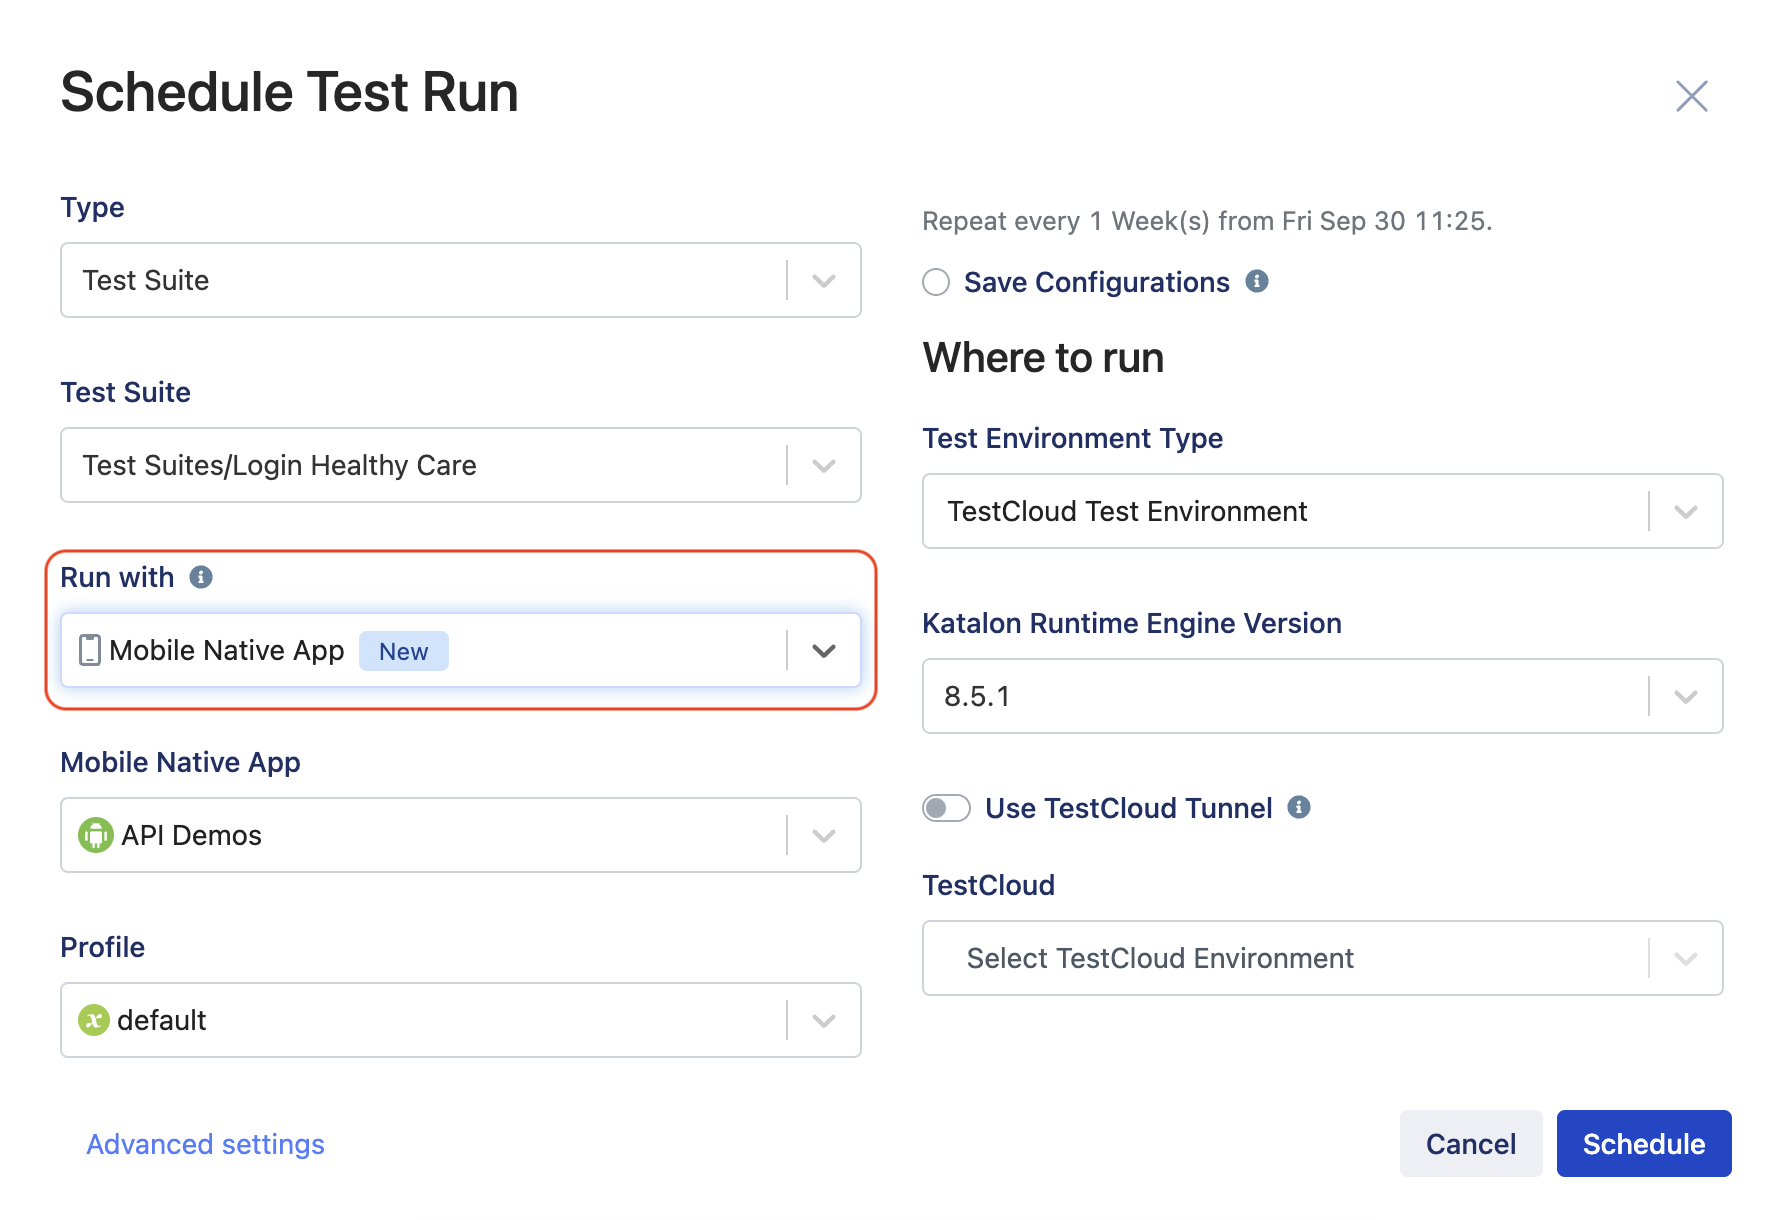 Schedule Test Run
Type
Test Suite
Test Suite
Test Suites/Login Healthy Care
Run with
Mobile Native App New
Mobile Native App
API Demos
Profile
default
Advanced settings
Repeat every 1 Week(s) from Fri Sep 30 11:25.
Save Configurations
Where to run
Test Environment Type
TestCloud Test Environment
Katalon Runtime Engine Version
8.5.1
Use TestCloud Tunnel
TestCloud
Select TestCloud Environment
Cancel
Schedule